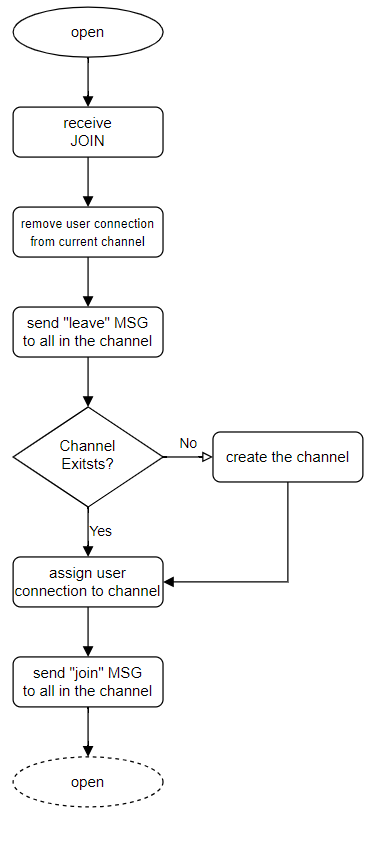 open
receive
JOIN
remove user connection
from current channel
send "leave" MSG
to all in the channel
Channel
Exitsts?
No
create the channel
Yes
assign user
connection to channel
send "join" MSG
to all in the channel
open